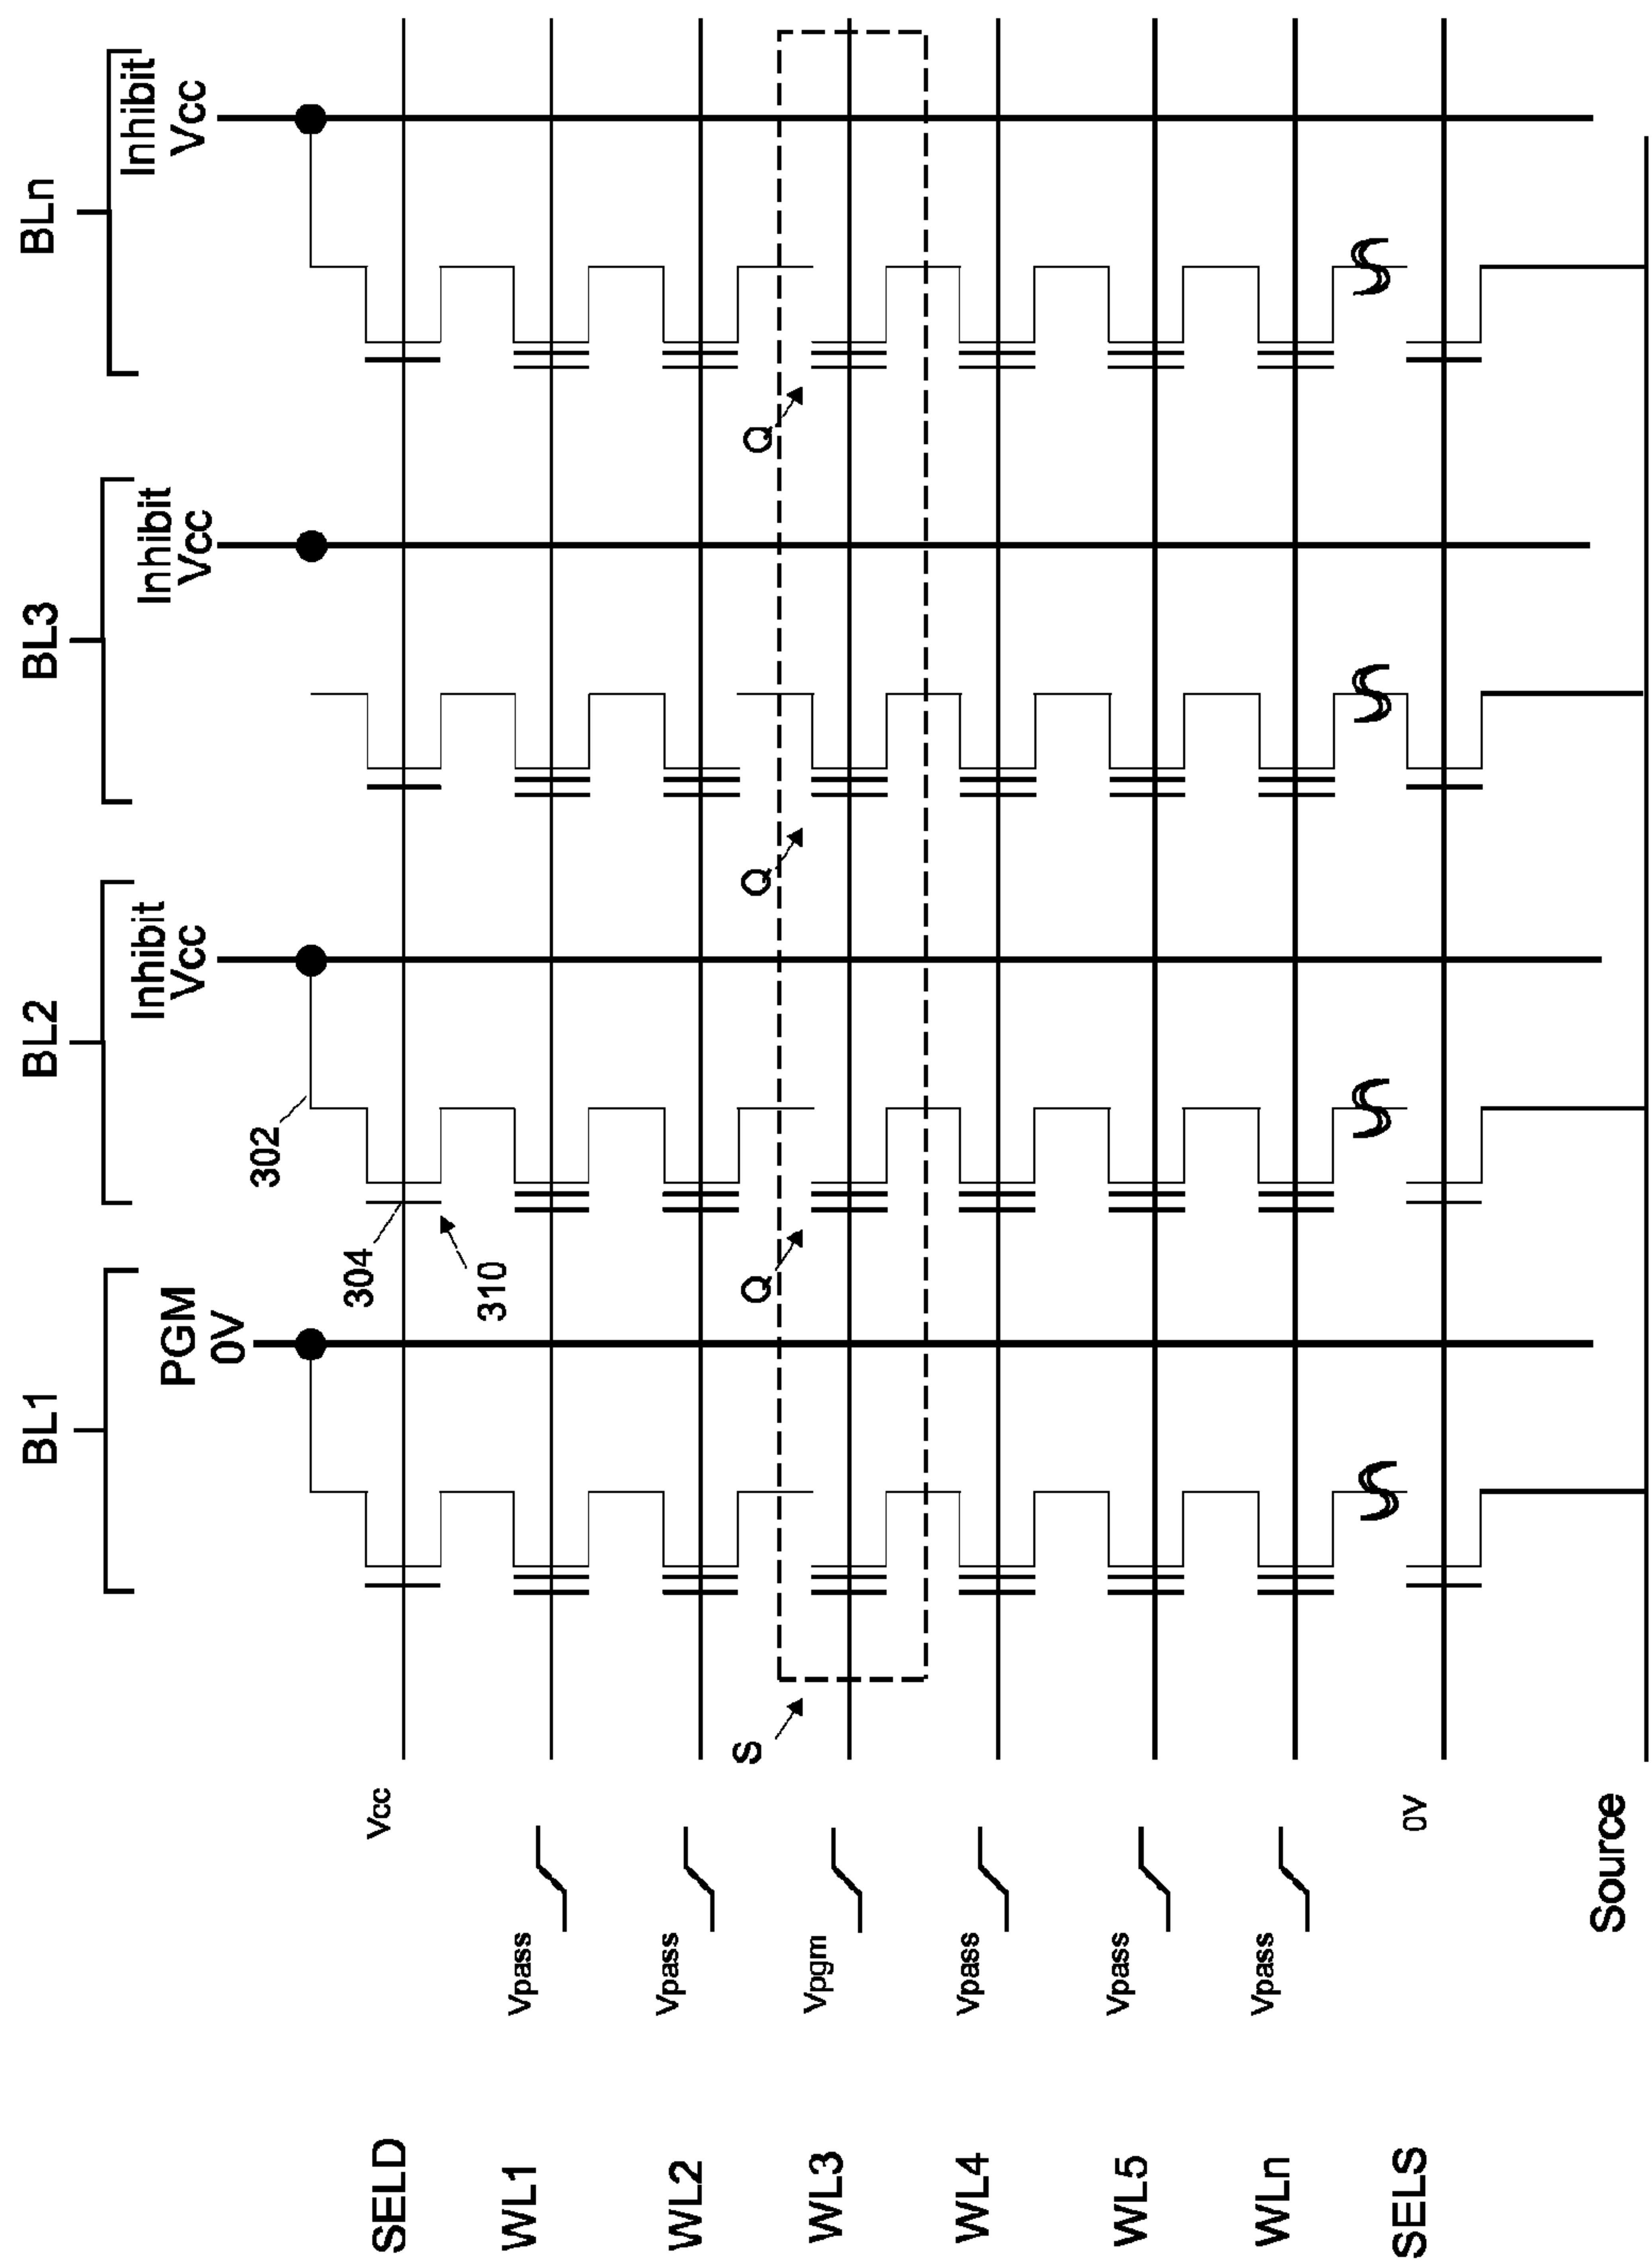 BL1
BL2
BL3
BLn
PGM
0V
Inhibit
Vcc
Inhibit
Vcc
Inhibit
Vcc
302
304
310
SELD
Vcc
WL1
Vpass
WL2
Vpass
S
Q
Q
Q
WL3
Vpgm
WL4
Vpass
WL5
Vpass
WLn
Vpass
SELS
0V
Source